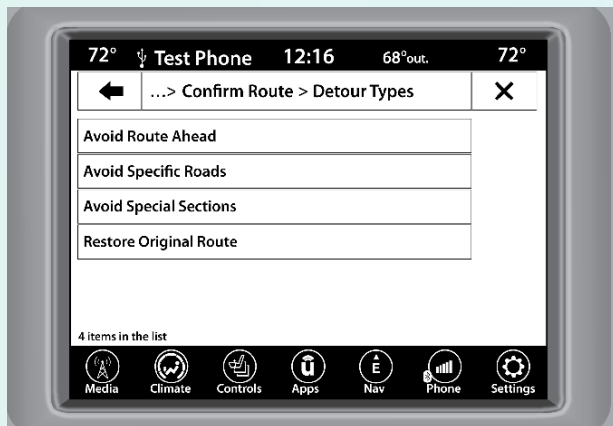 72° Test Phone 12:16 68°out. 72°
...> Confirm Route > Detour Types X
Avoid Route Ahead
Avoid Specific Roads
Avoid Special Sections
Restore Original Route
4 items in the list
û E
Media Climate Controls Apps Nav Phone Settings